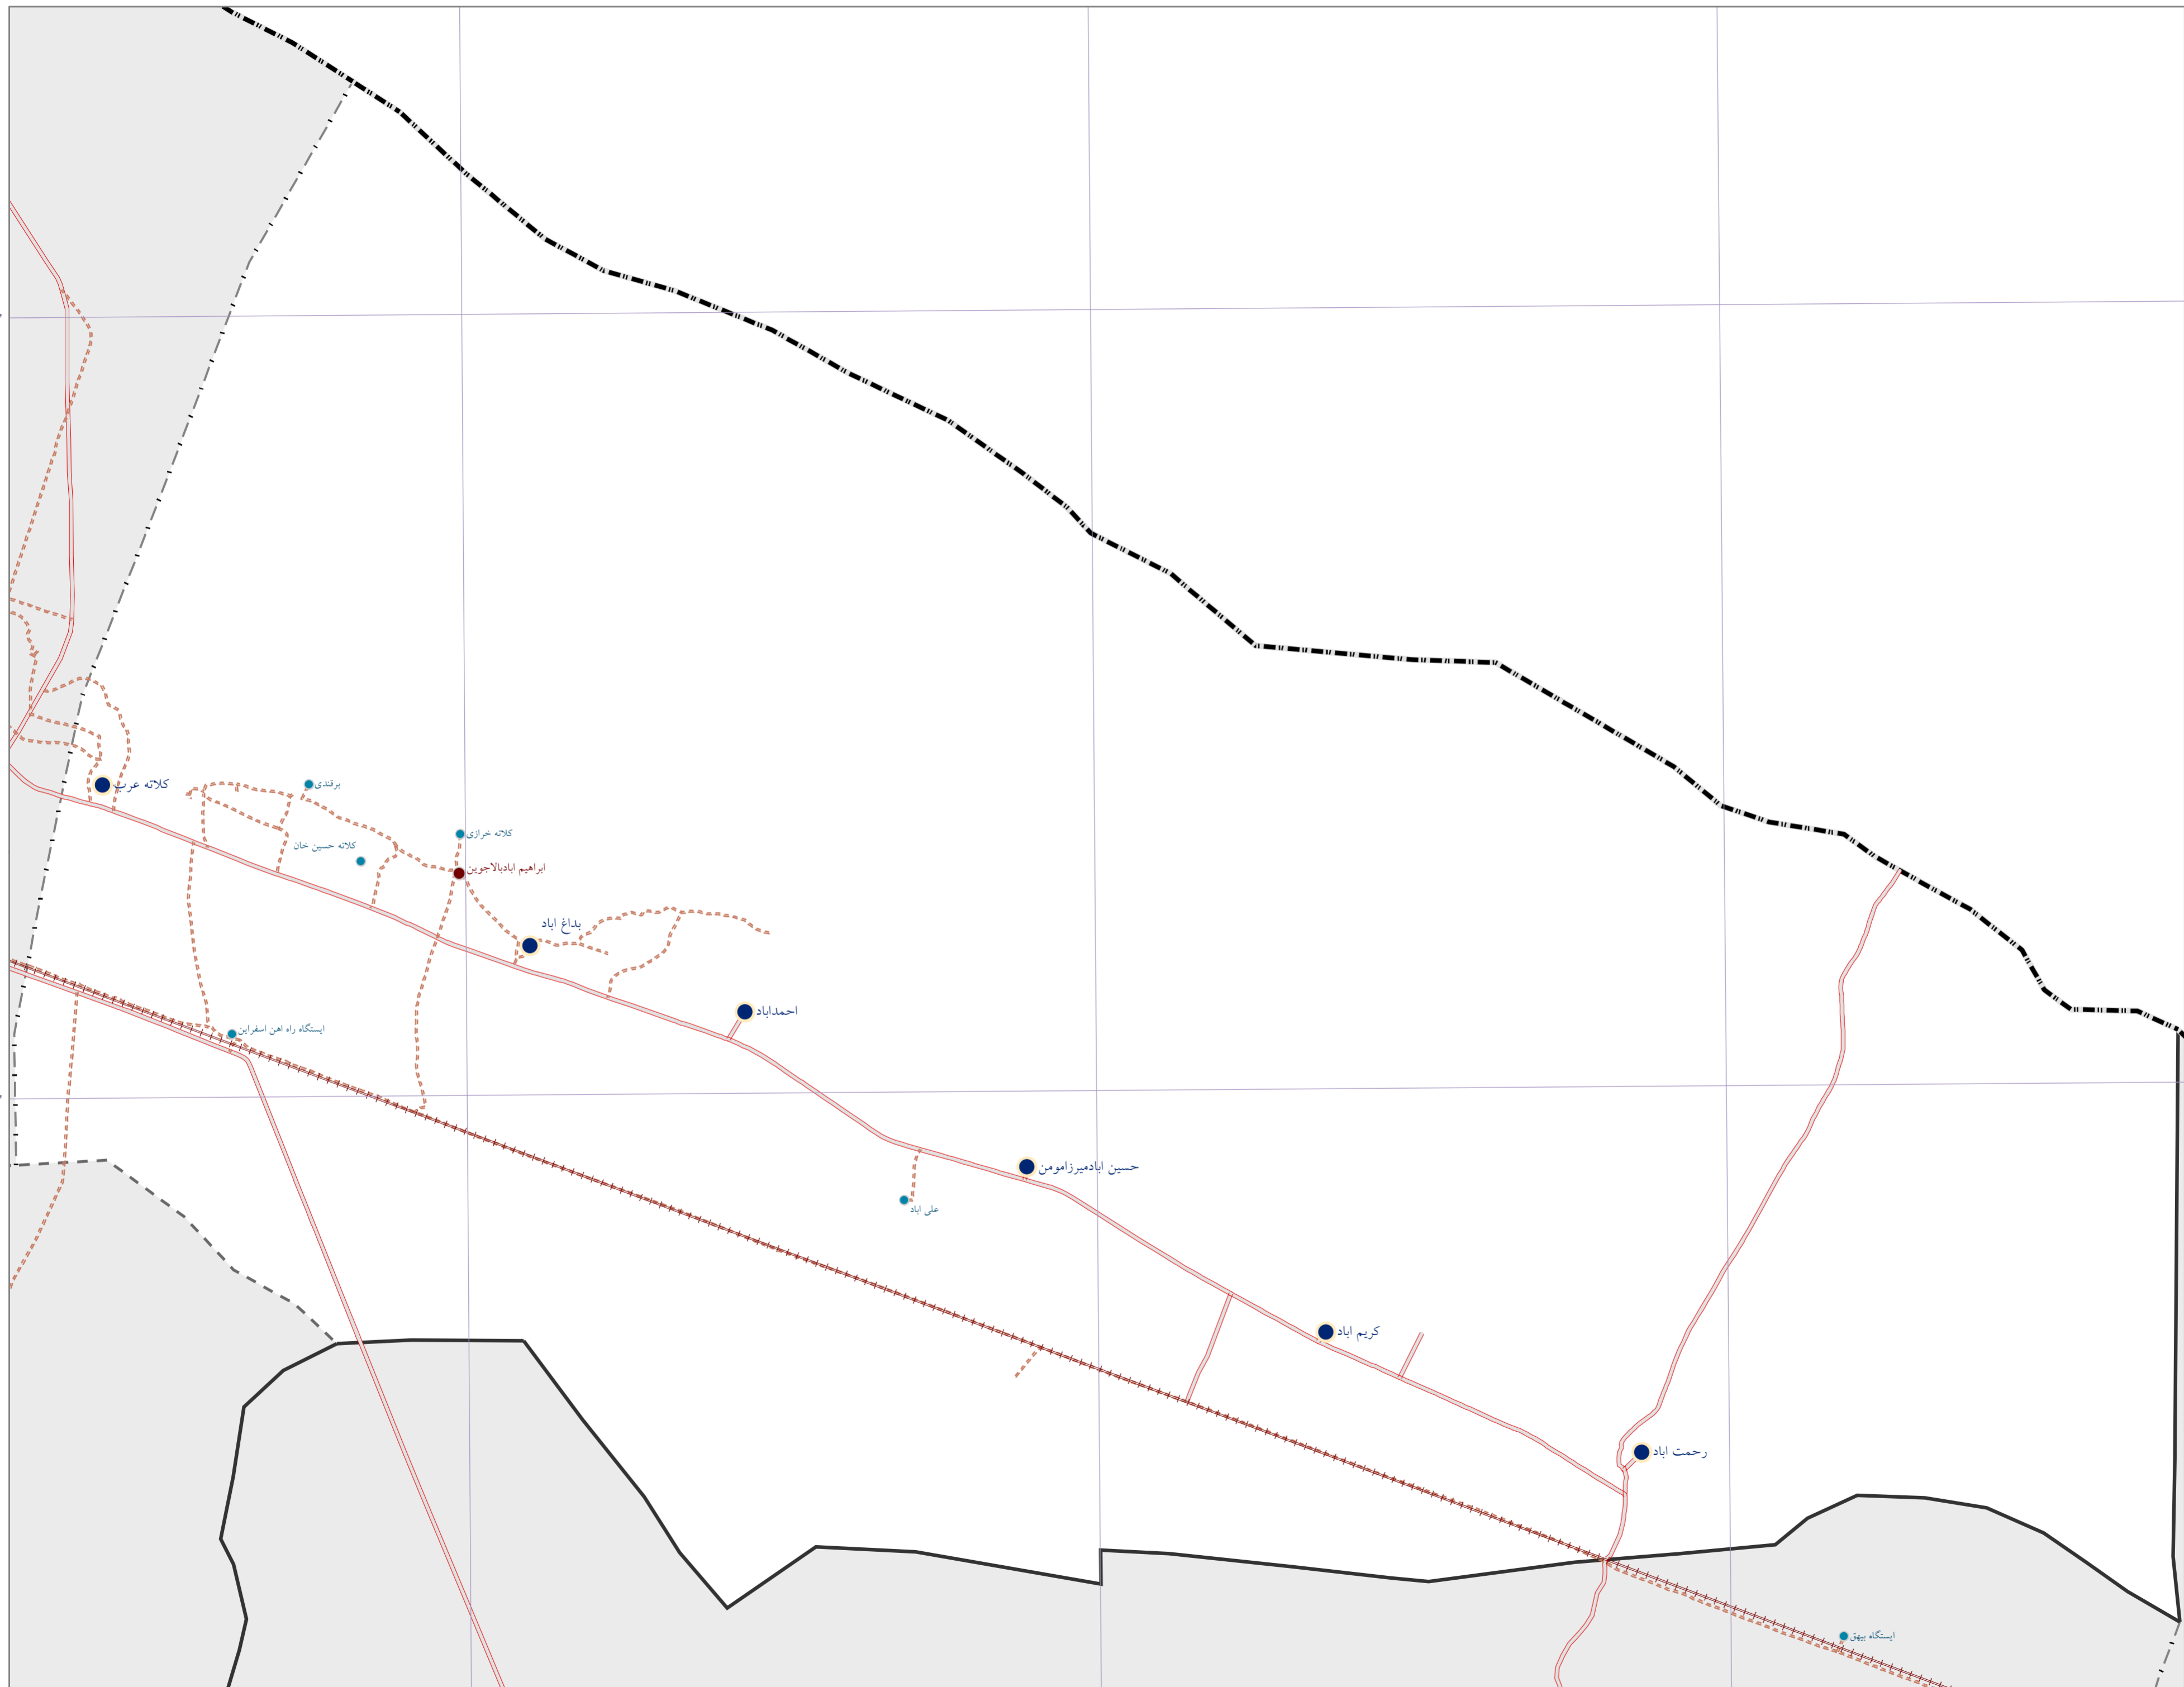 کلاته عرب
برقندی
کلاته خرازی
کلاته حسین خان
ابراهیم ابادبالاجوین
بداغ اباد
احمداباد
ایستگاه راه اهن اسفراین
حسین ابادمیرزامومن
علی اباد
کریم اباد
رحمت اباد
ایستگاه بیهق